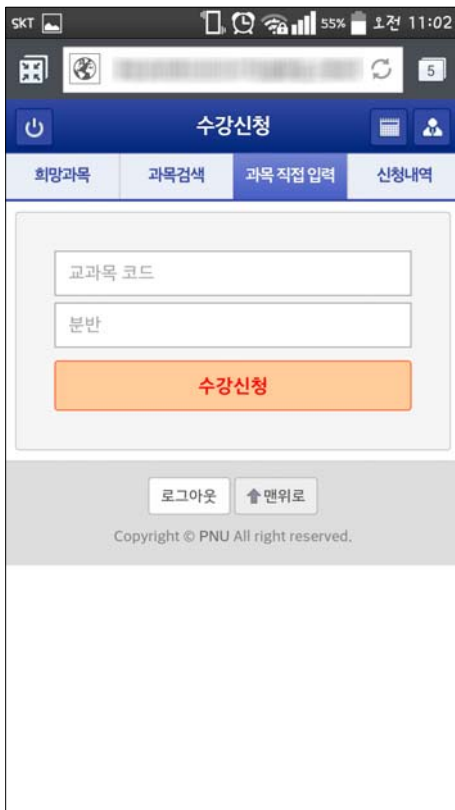 SKT 55% 오전 11:02
5
수강신청
희망과목 과목검색 과목 직접 입력 신청내역
교과목 코드
분반
수강신청
로그아웃 맨위로
Copyright © PNU All right reserved.